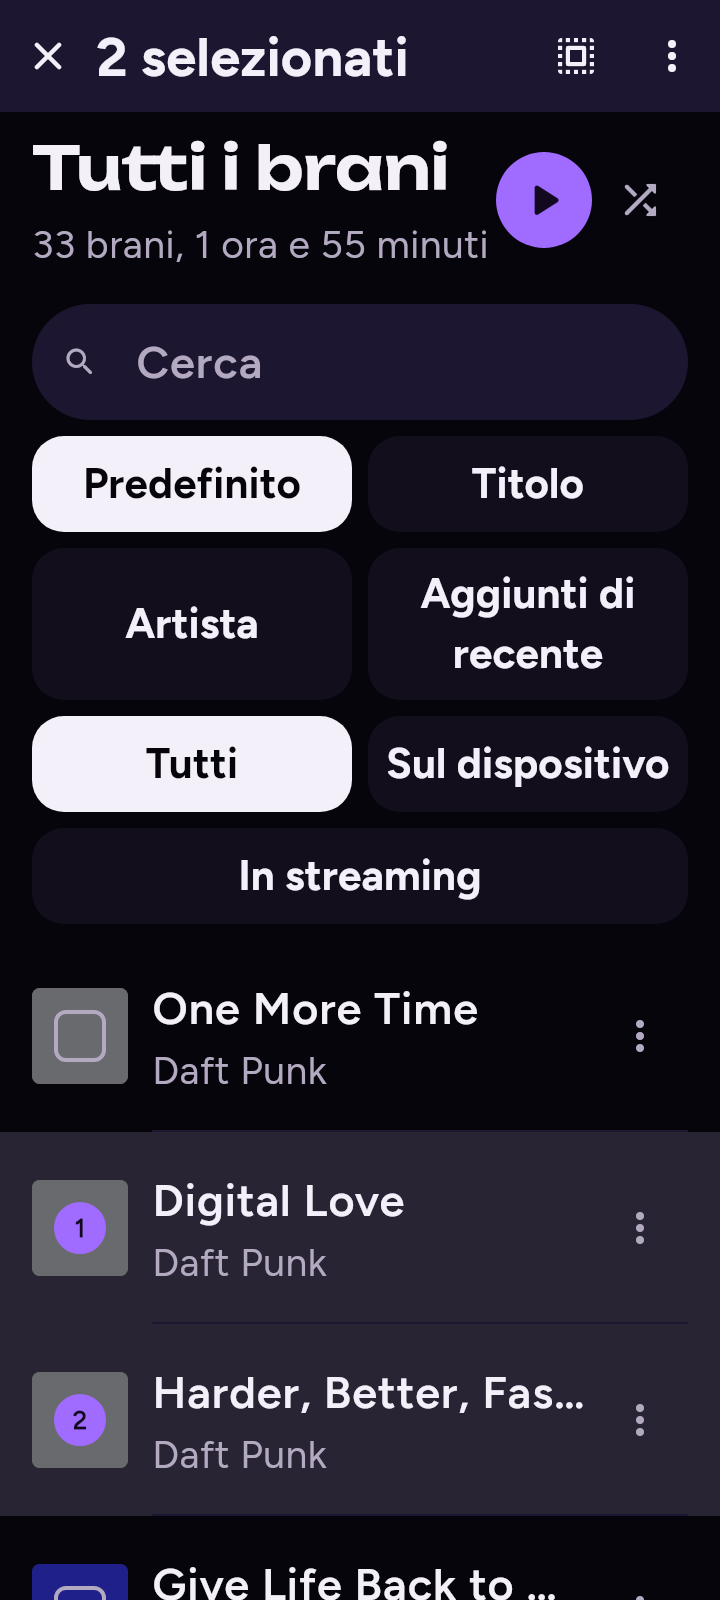 2 selezionati
Tutti i brani
33 brani, 1 ora e 55 minuti
Cerca
Predefinito
Titolo
Artista
Aggiunti di
recente
Tutti
Sul dispositivo
In streaming
One More Time
Daft Punk
1
Digital Love
Daft Punk
2
Harder, Better, Fas...
Daft Punk
Give Life Back to ...